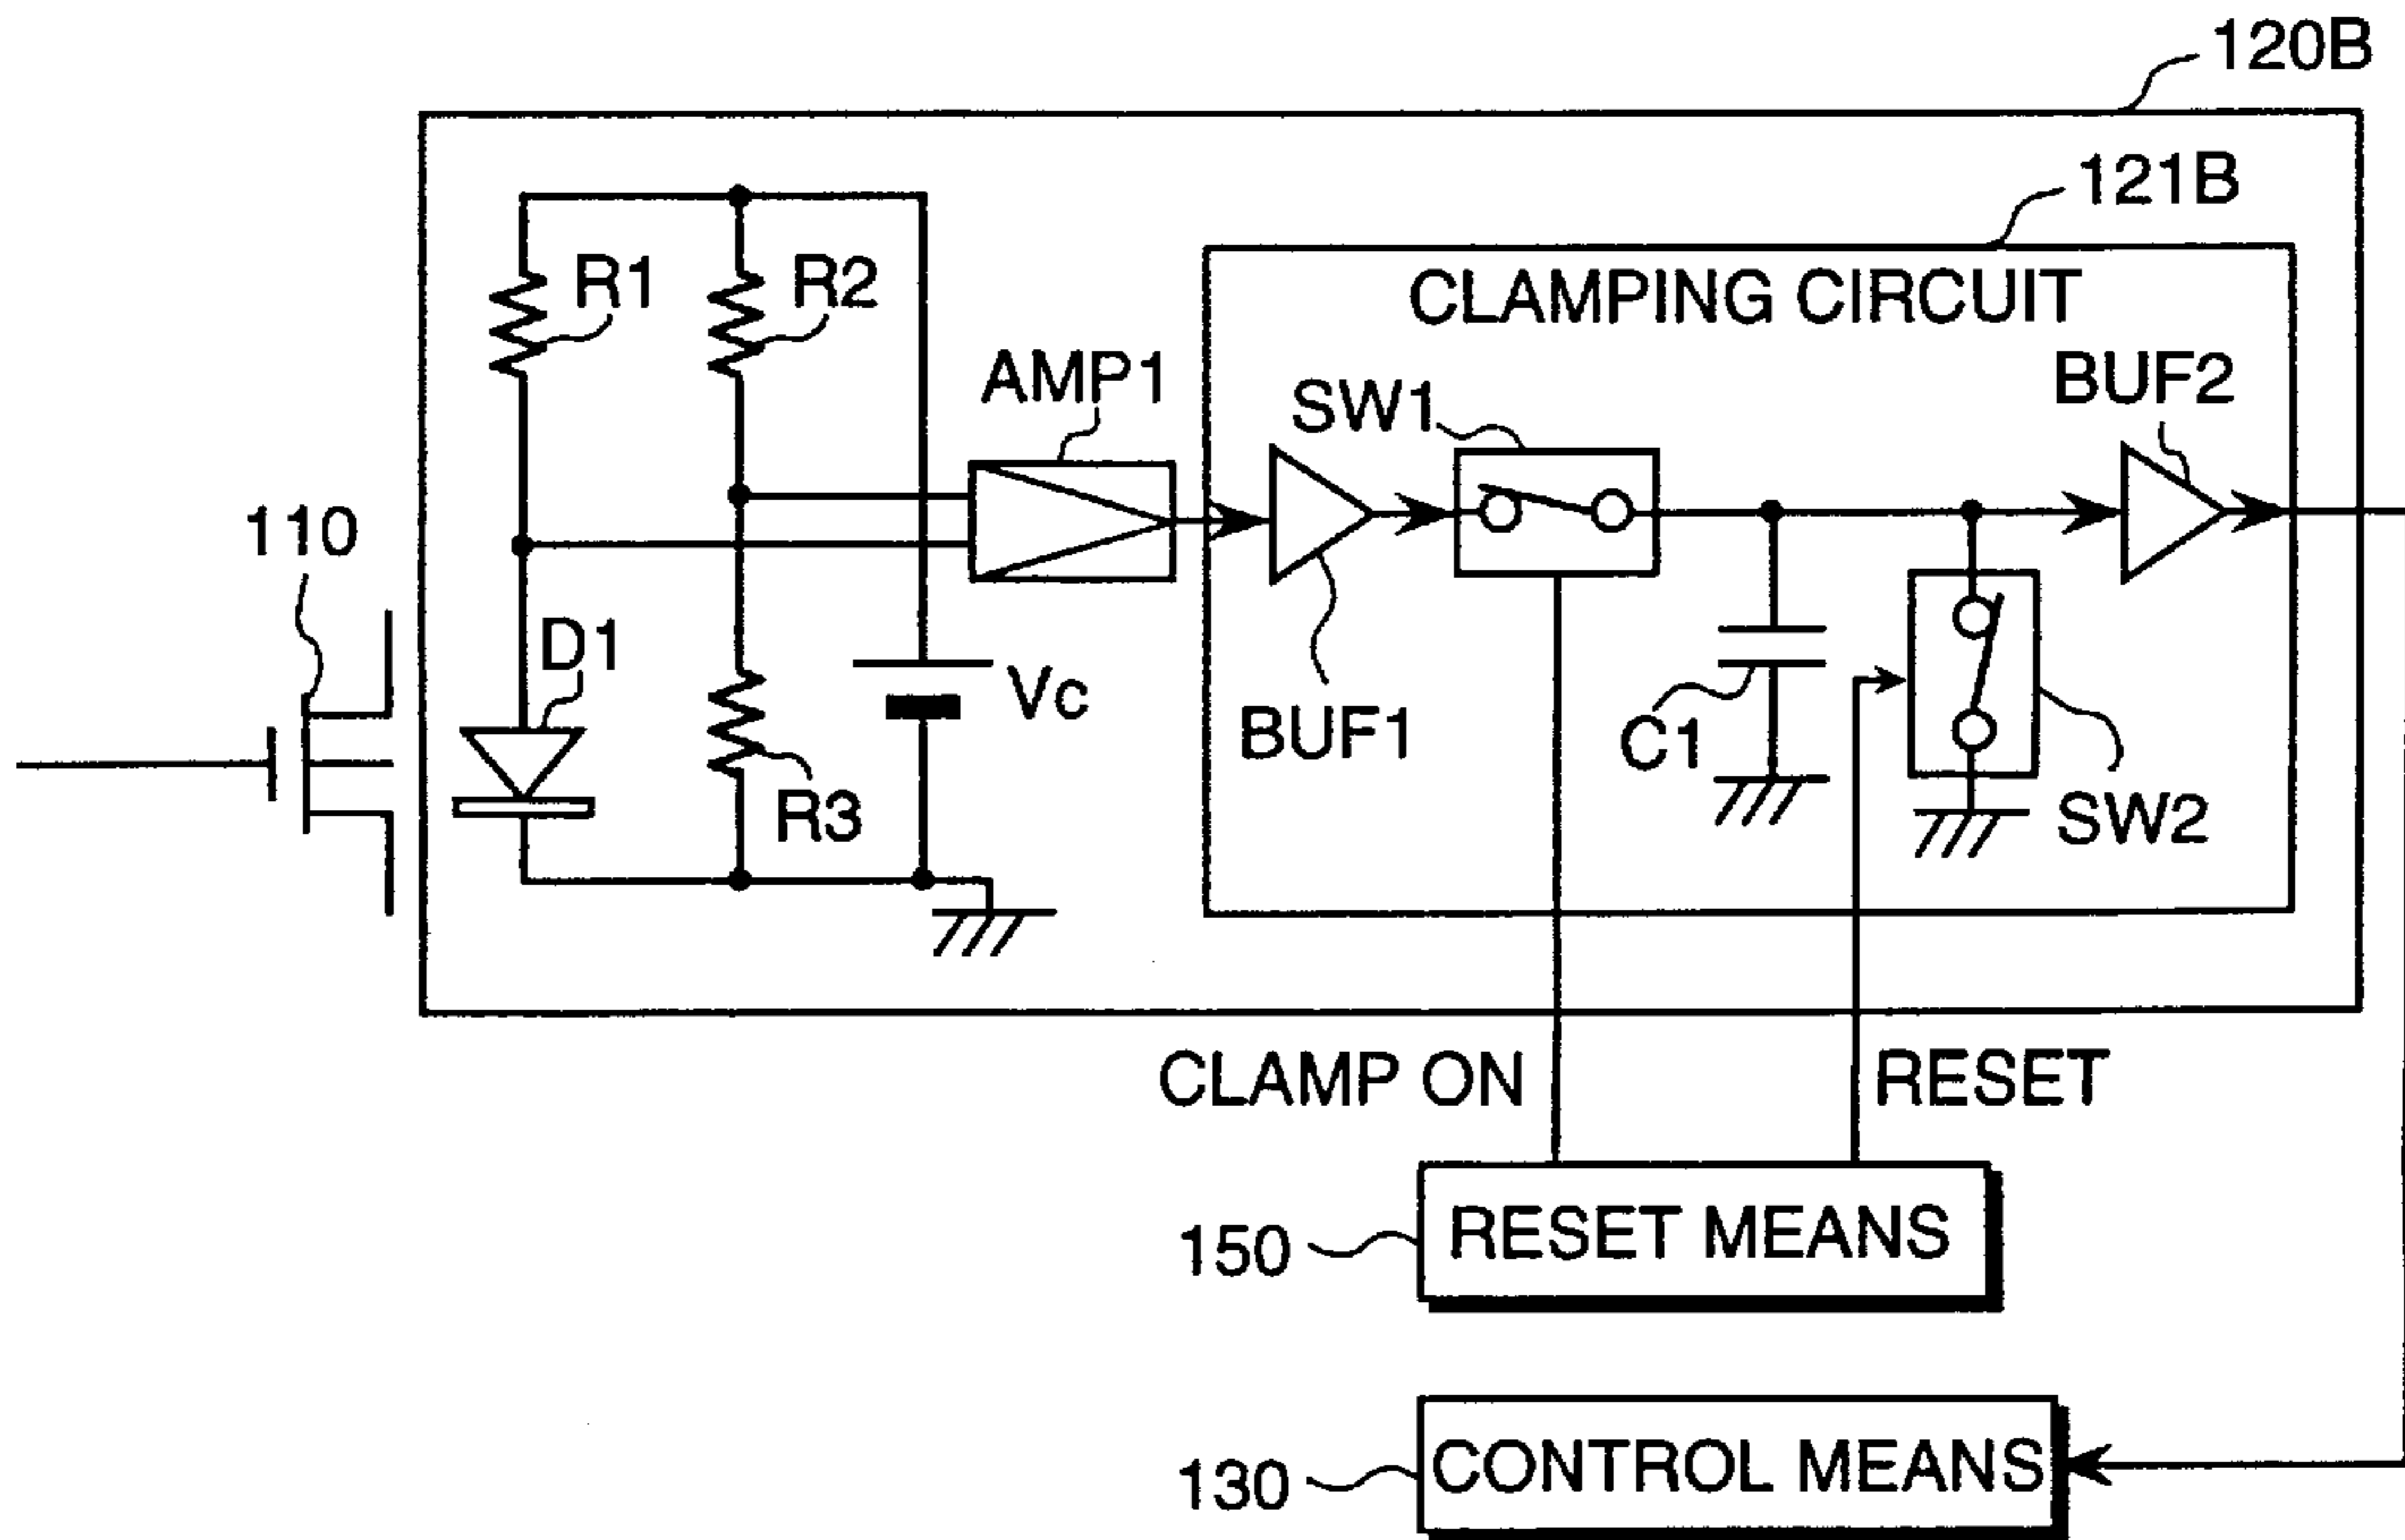 120B
121B
R1
R2
CLAMPING CIRCUIT
AMP1
SW1
BUF2
110
D1
Vc
BUF1
C1
R3
SW2
CLAMP ON
RESET
150
RESET MEANS
130
CONTROL MEANS